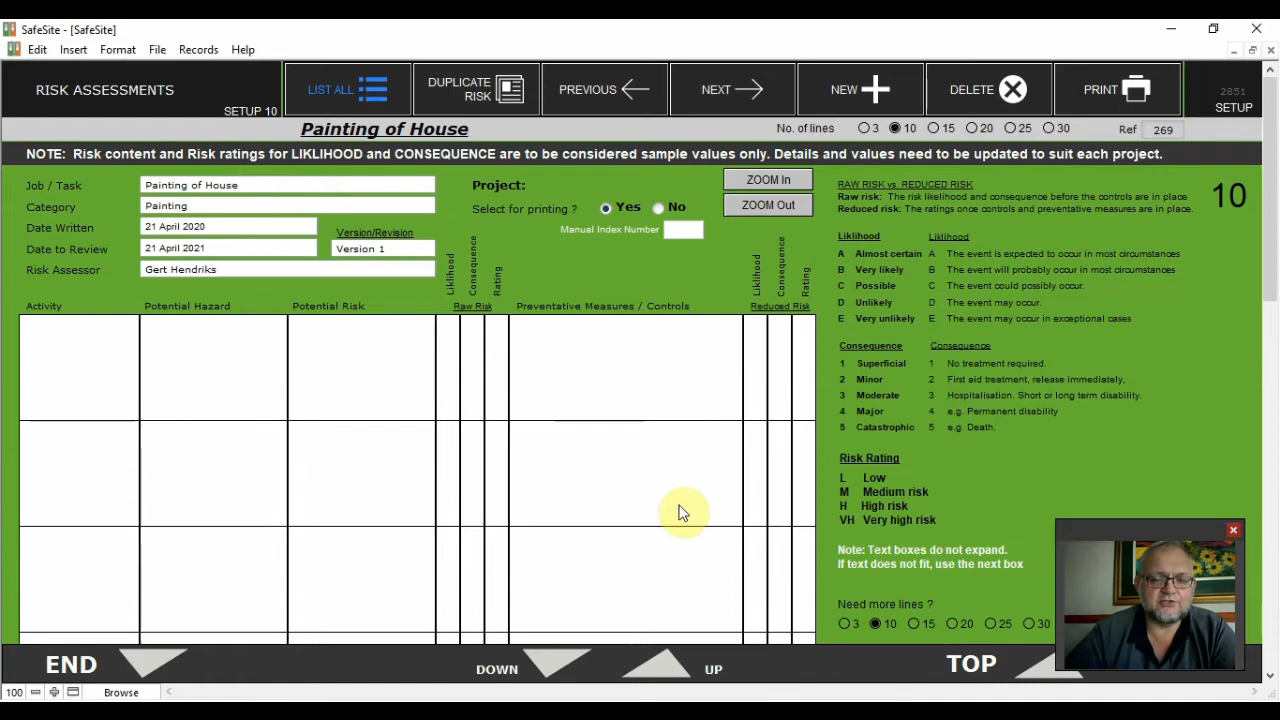 SafeSite - [SafeSite]
Edit Insert Format File Records Help
RISK ASSESSMENTS
SETUP 10
LIST ALL
DUPLICATE RISK
PREVIOUS
NEXT
NEW
DELETE
PRINT
2851
SETUP
Painting of House
No. of lines 3 10 15 20 25 30 Ref 269
NOTE: Risk content and Risk ratings for LIKLIHOOD and CONSEQUENCE are to be considered sample values only. Details and values need to be updated to suit each project.
Job / Task Painting of House
Category Painting
Date Written 21 April 2020
Date to Review 21 April 2021
Version/Revision
Version 1
Risk Assessor Gert Hendriks
Project:
Select for printing ? Yes No
Manual Index Number
ZOOM In
ZOOM Out
Liklihood
Consequence
Rating
Liklihood
Consequence
Rating
Activity Potential Hazard Potential Risk Raw Risk Preventative Measures / Controls Reduced Risk
RAW RISK vs. REDUCED RISK
Raw risk: The risk likelihood and consequence before the controls are in place
Reduced risk: The ratings once controls and preventative measures are in place.
10
Liklihood Liklihood
A Almost certain A The event is expected to occur in most circumstances
B Very likely B The event will probably occur in most circumstances
C Possible C The event could possibly occur.
D Unlikely D The event may occur.
E Very unlikely E The event may occur in exceptional cases
Consequence Consequence
1 Superficial 1 No treatment required.
2 Minor 2 First aid treatment, release immediately,
3 Moderate 3 Hospitalisation. Short or long term disability.
4 Major 4 e.g. Permanent disability
5 Catastrophic 5 e.g. Death.
Risk Rating
L Low
M Medium risk
H High risk
VH Very high risk
Note: Text boxes do not expand.
If text does not fit, use the next box
Need more lines ?
3 10 15 20 25 30
END DOWN UP TOP
100 Browse